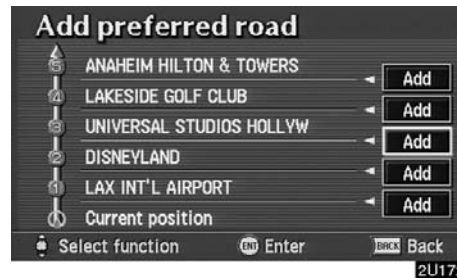 Add preferred road
5 ANAHEIM HILTON & TOWERS
Add
4 LAKESIDE GOLF CLUB
Add
3 UNIVERSAL STUDIOS HOLLYW
Add
2 DISNEYLAND
Add
1 LAX INT'L AIRPORT
Add
Current position
Select function ENT Enter BACK Back
2U17